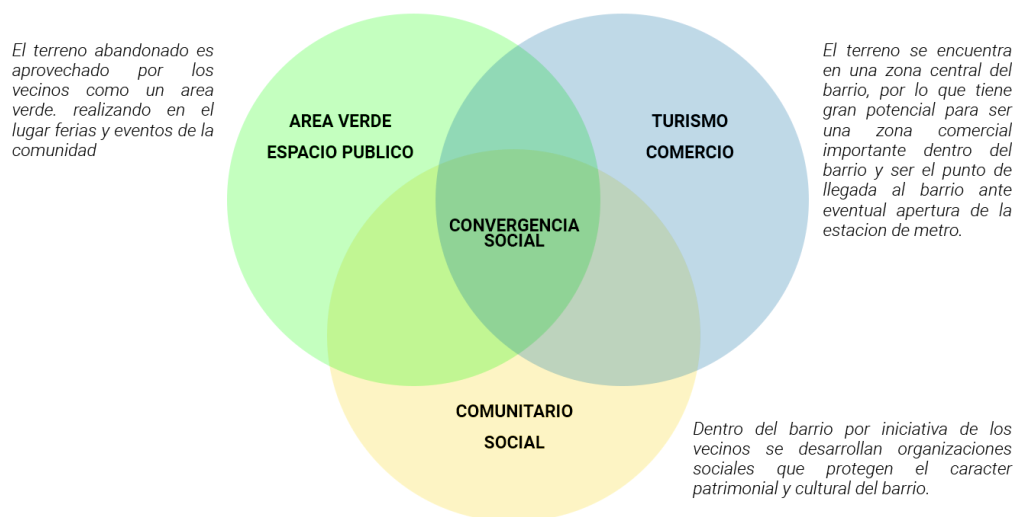 El terreno abandonado es
aprovechado por los
vecinos como un area
verde. realizando en el
lugar ferias y eventos de la
comunidad
AREA VERDE
ESPACIO PUBLICO
TURISMO
COMERCIO
El terreno se encuentra
en una zona central del
barrio, por lo que tiene
gran potencial para ser
una zona comercial
importante dentro del
barrio y ser el punto de
llegada al barrio ante
eventual apertura de la
estacion de metro.
CONVERGENCIA
SOCIAL
COMUNITARIO
SOCIAL
Dentro del barrio por iniciativa de los
vecinos se desarrollan organizaciones
sociales que protegen el caracter
patrimonial y cultural del barrio.